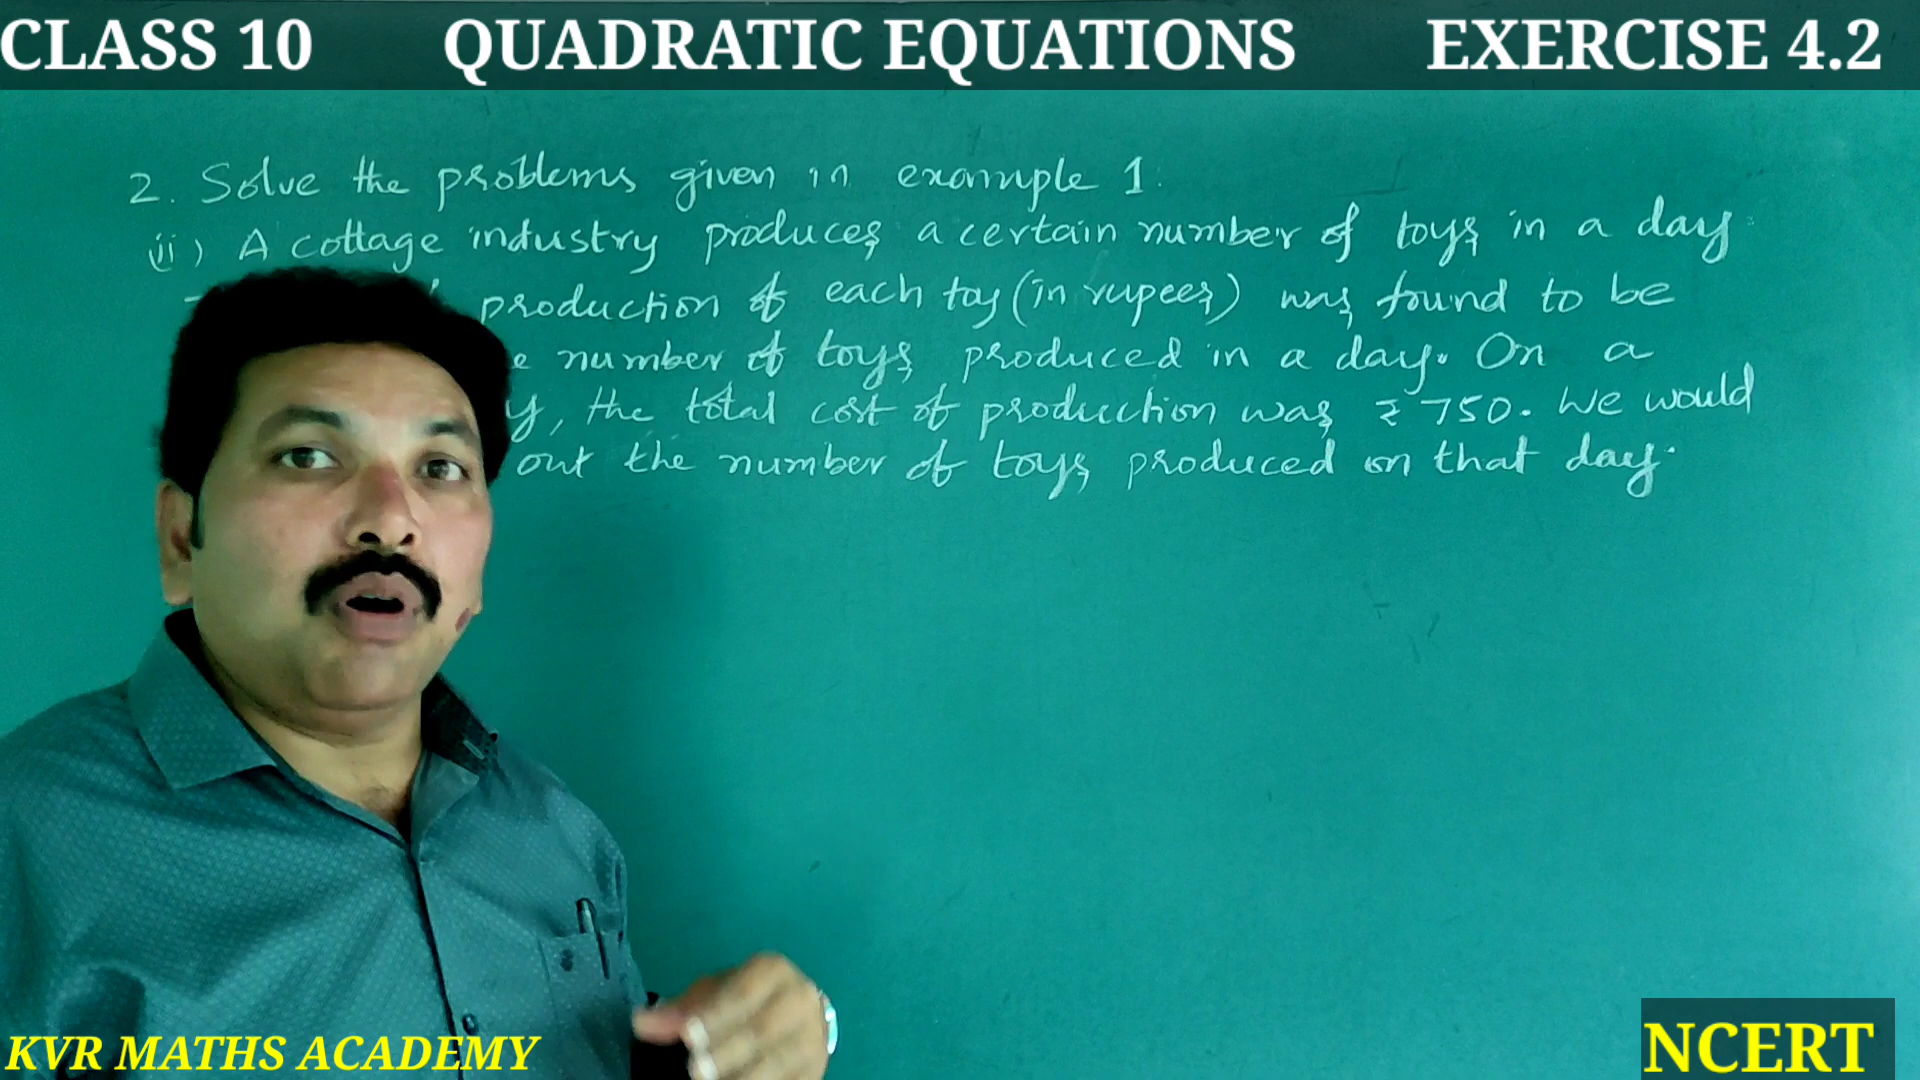 CLASS 10 QUADRATIC EQUATIONS EXERCISE 4.2
2. Solve the problems given in example 1.
(ii) A cottage industry produces a certain number of toys in a day.
production of each toy (in rupees) was found to be
number of toys produced in a day. On a
the total cost of production was ₹750. We would
out the number of toys produced on that day.
KVR MATHS ACADEMY
NCERT